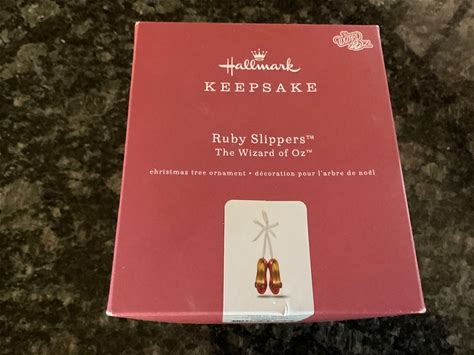 Hallmark
KEEPSAKE
Ruby Slippers™
The Wizard of Oz™
christmas tree ornament • décoration pour l'arbre de noël